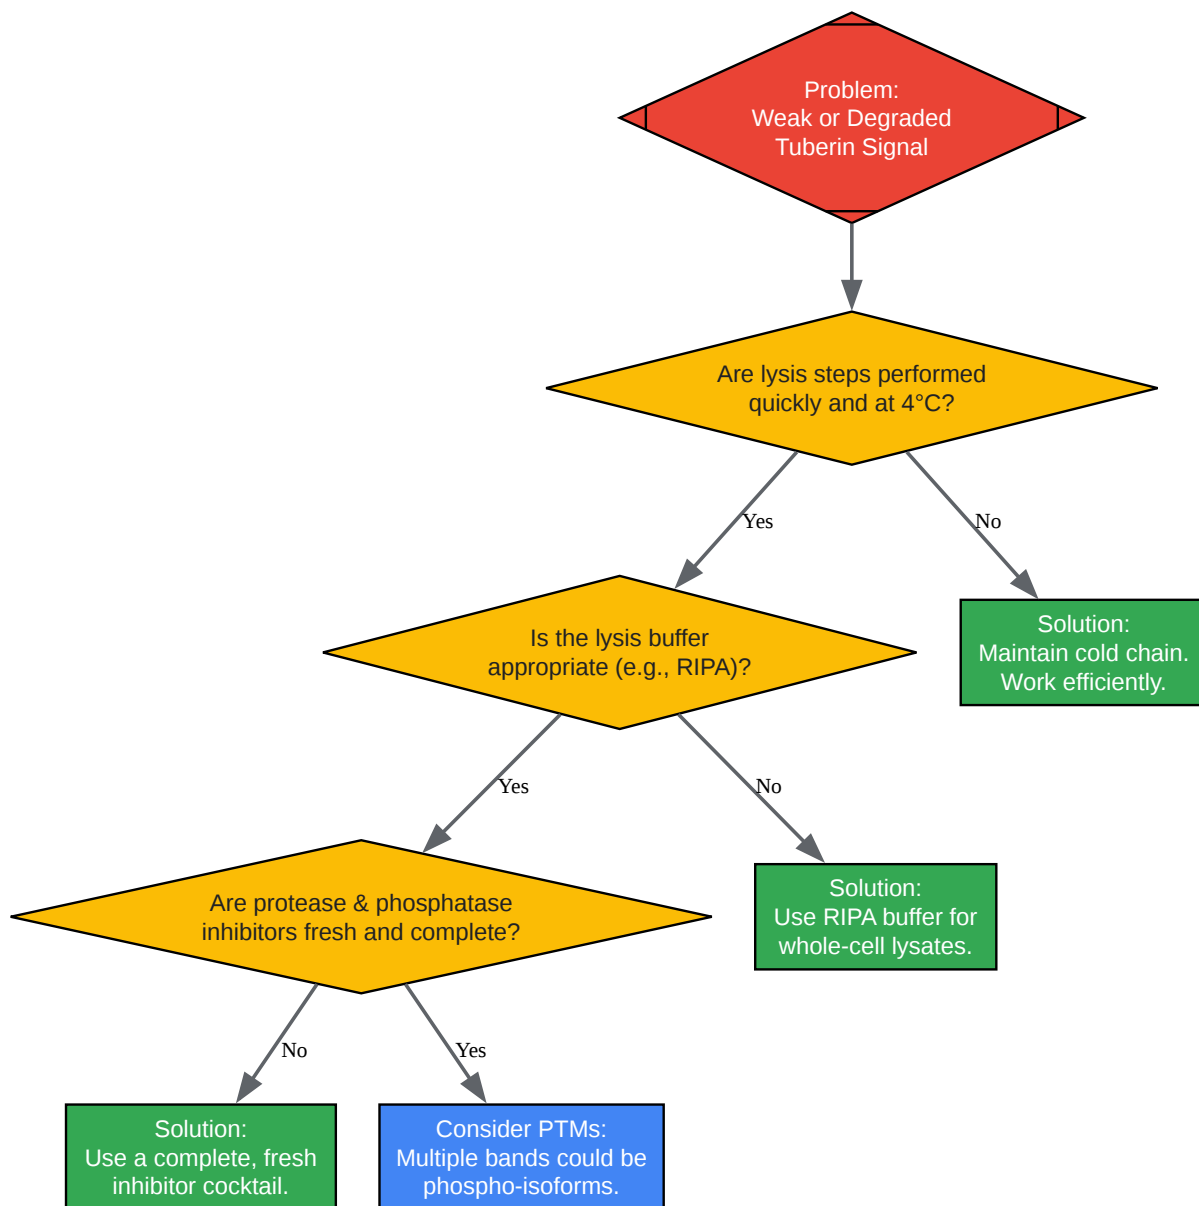 Problem:
Weak or Degraded
Tuberin Signal
Are lysis steps performed
quickly and at 4°C?
Yes
No
Is the lysis buffer
appropriate (e.g., RIPA)?
Solution:
Maintain cold chain.
Work efficiently.
Yes
No
Are protease & phosphatase
inhibitors fresh and complete?
Solution:
Use RIPA buffer for
whole-cell lysates.
No
Yes
Solution:
Use a complete, fresh
inhibitor cocktail.
Consider PTMs:
Multiple bands could be
phospho-isoforms.